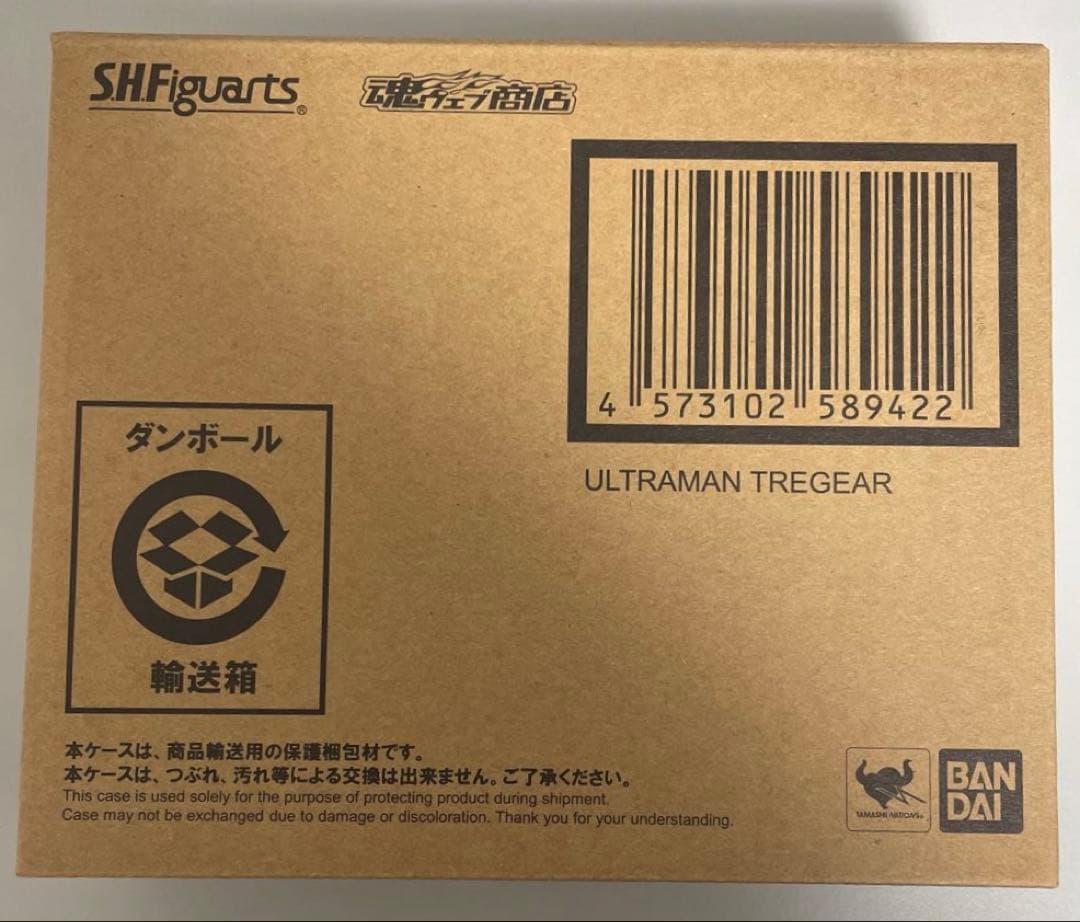 S.H.Figuarts®
魂ウェブ商店
4 573102 589422
ULTRAMAN TREGEAR
ダンボール
輸送箱
本ケースは、商品輸送用の保護梱包材です。
本ケースは、つぶれ、汚れ等による交換は出来ません。ご了承ください。
This case is used solely for the purpose of protecting product during shipment.
Case may not be exchanged due to damage or discoloration. Thank you for your understanding.
TAMASHII NATIONS
BAN
DAI